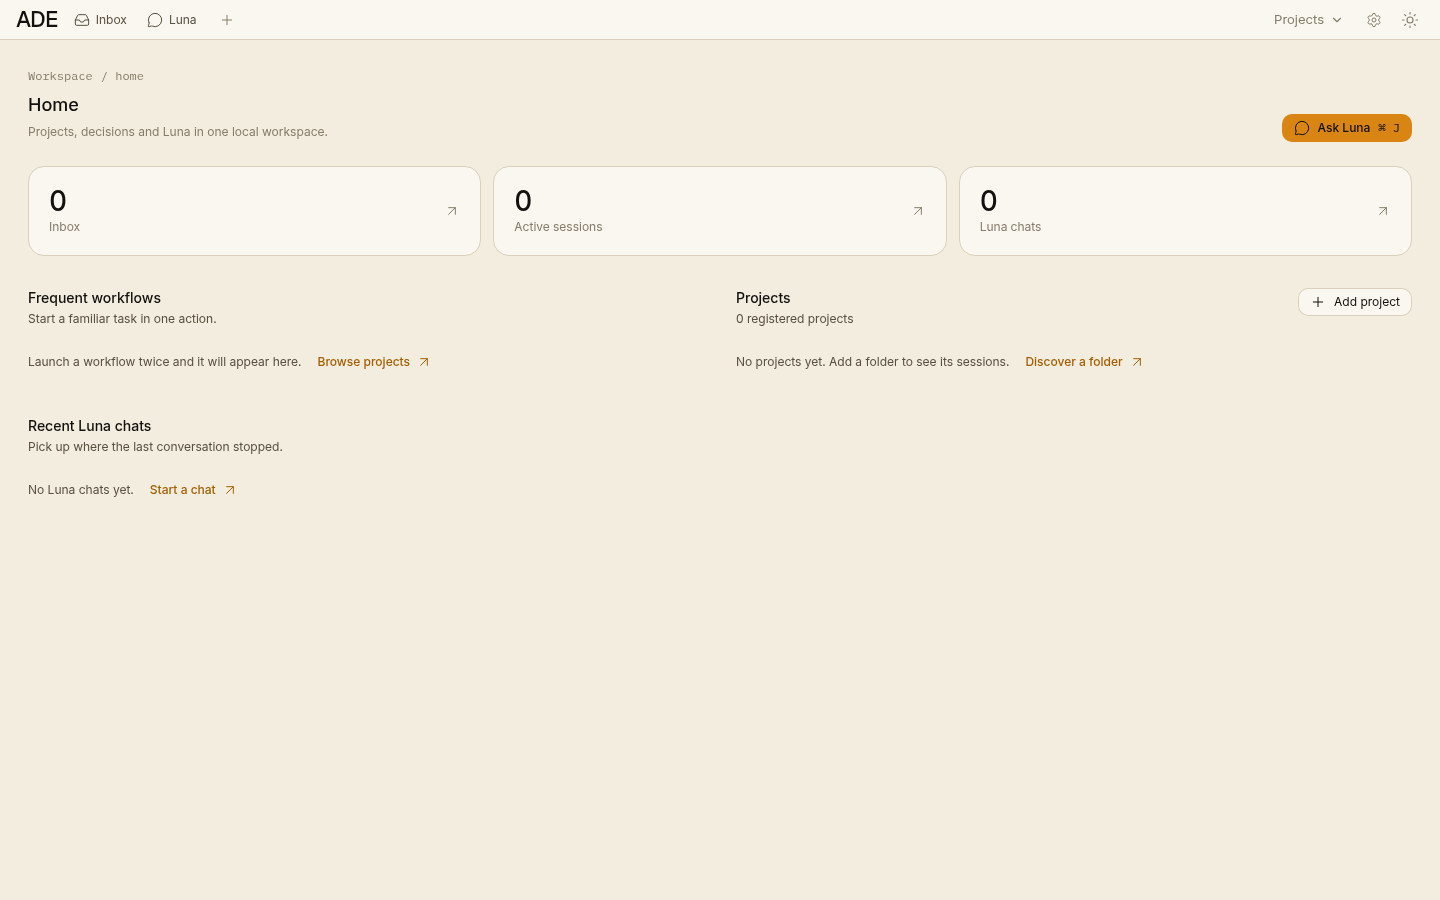 ADE Inbox Luna Projects
Workspace / home
Home
Projects, decisions and Luna in one local workspace.
Ask Luna ⌘ J
0
Inbox
0
Active sessions
0
Luna chats
Frequent workflows
Start a familiar task in one action.
Launch a workflow twice and it will appear here. Browse projects
Projects
0 registered projects
Add project
No projects yet. Add a folder to see its sessions. Discover a folder
Recent Luna chats
Pick up where the last conversation stopped.
No Luna chats yet. Start a chat